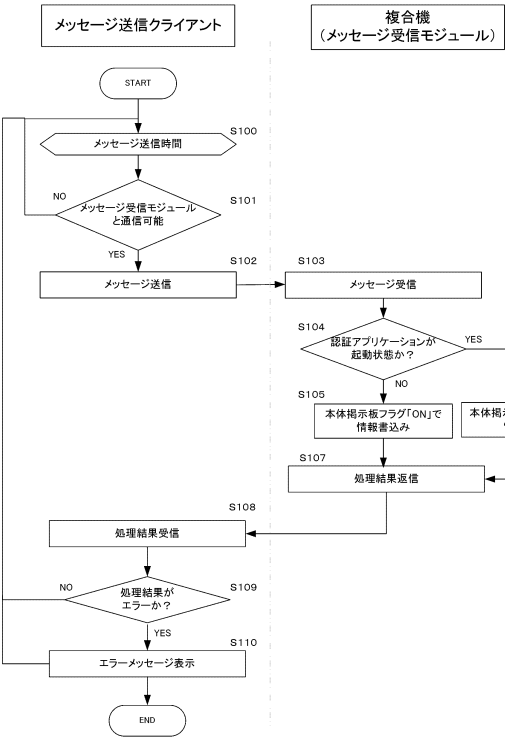 メッセージ送信クライアント
複合機
（メッセージ受信モジュール）
START
S100
メッセージ送信時間
S101
NO
メッセージ受信モジュール
と通信可能
YES
S102
メッセージ送信
S103
メッセージ受信
S104
認証アプリケーションが
起動状態か？
YES
NO
S105
本体掲示板フラグ「ON」で
情報書込み
本体掲
S107
処理結果返信
S108
処理結果受信
S109
NO
処理結果が
エラーか？
YES
S110
エラーメッセージ表示
END